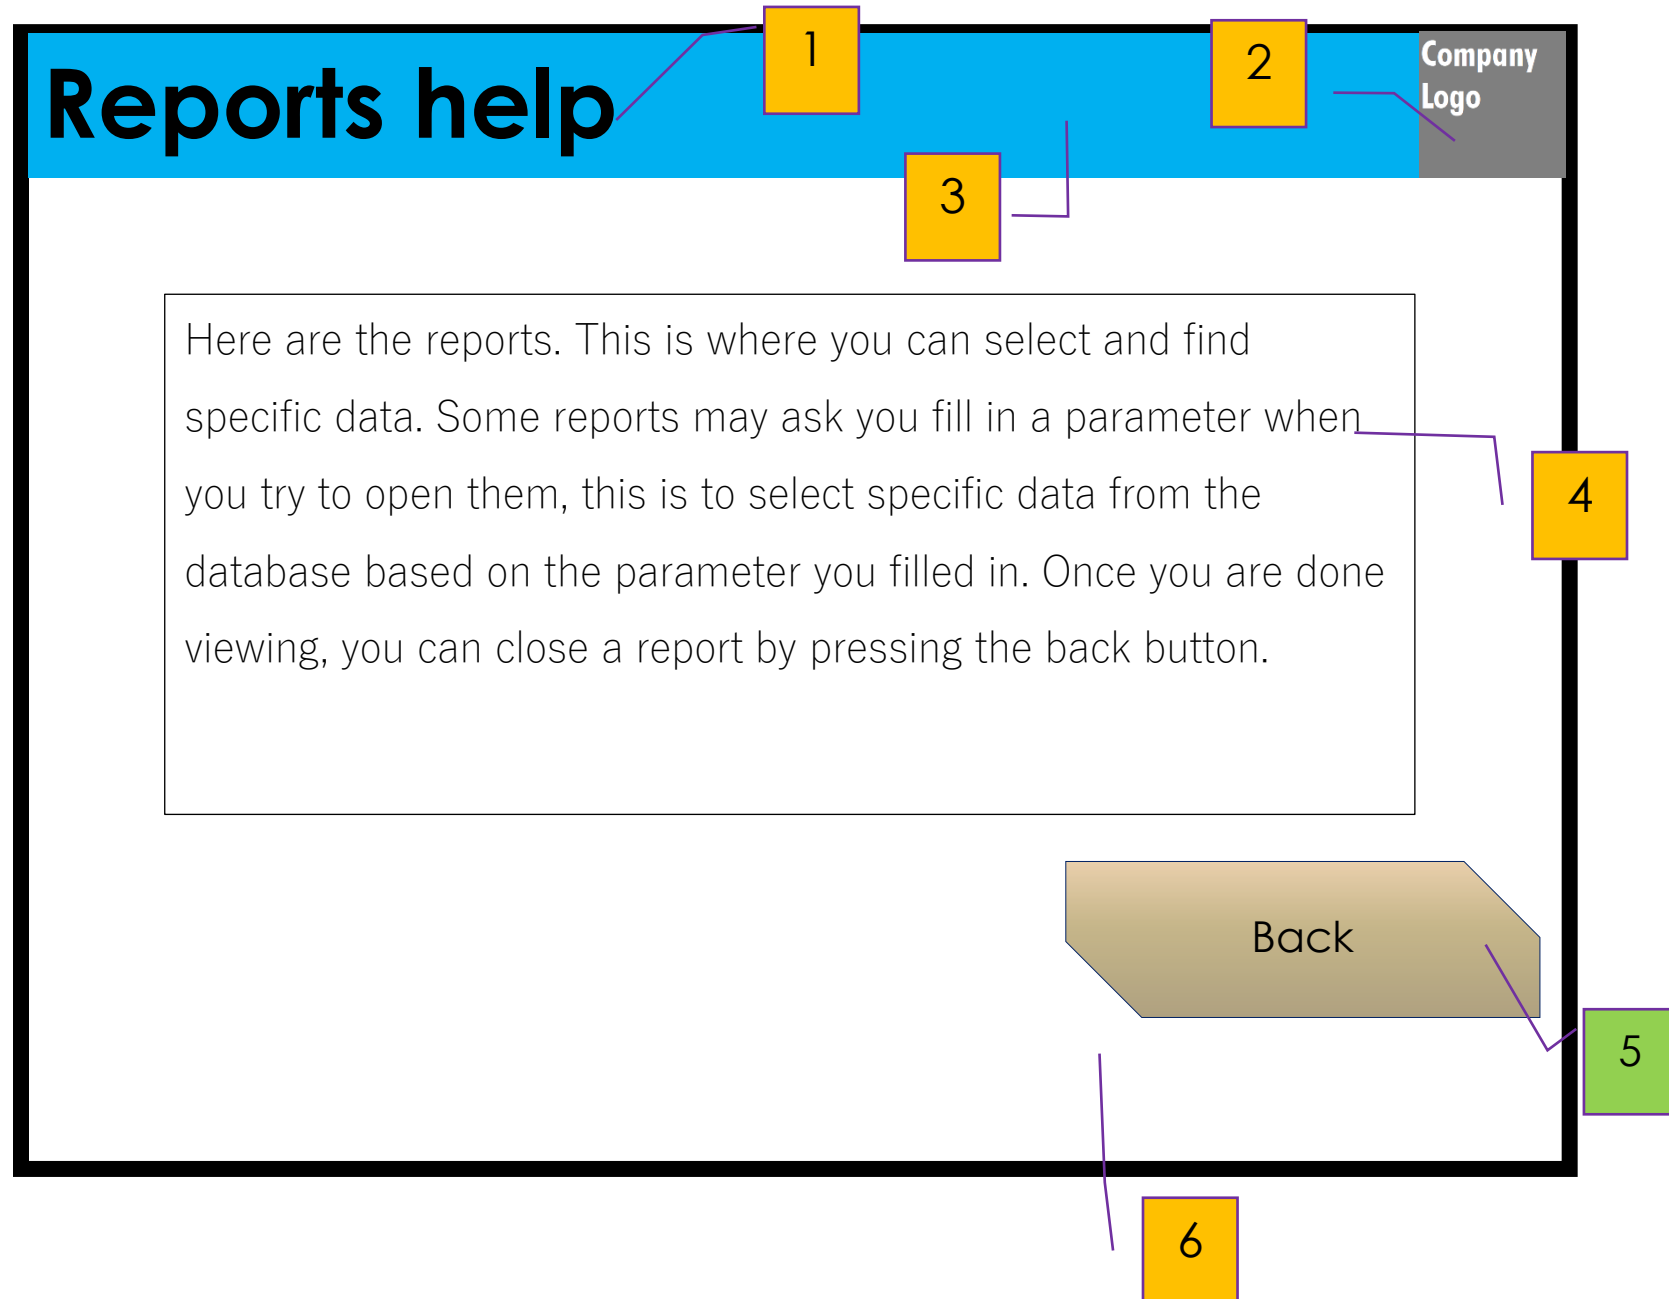 1
2
Company
Logo
Reports help
3
Here are the reports. This is where you can select and find
specific data. Some reports may ask you fill in a parameter when
you try to open them, this is to select specific data from the
database based on the parameter you filled in. Once you are done
viewing, you can close a report by pressing the back button.
4
Back
5
6